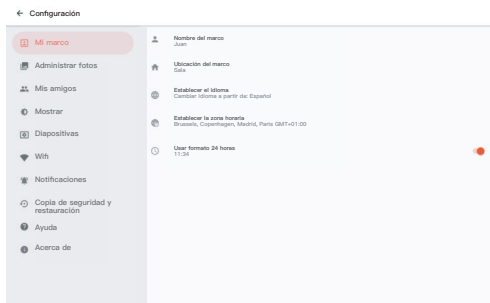 Configuración
Mi marco
Administrar fotos
Mis amigos
Mostrar
Diapositivas
Wifi
Notificaciones
Copia de seguridad y
restauración
Ayuda
Acerca de
Nombre del marco
Juan
Ubicación del marco
Sala
Establecer el idioma
Cambiar idioma a partir de: Español
Establecer la zona horaria
Brussels, Copenhagen, Madrid, Paris GMT+01:00
Usar formato 24 horas
11:34